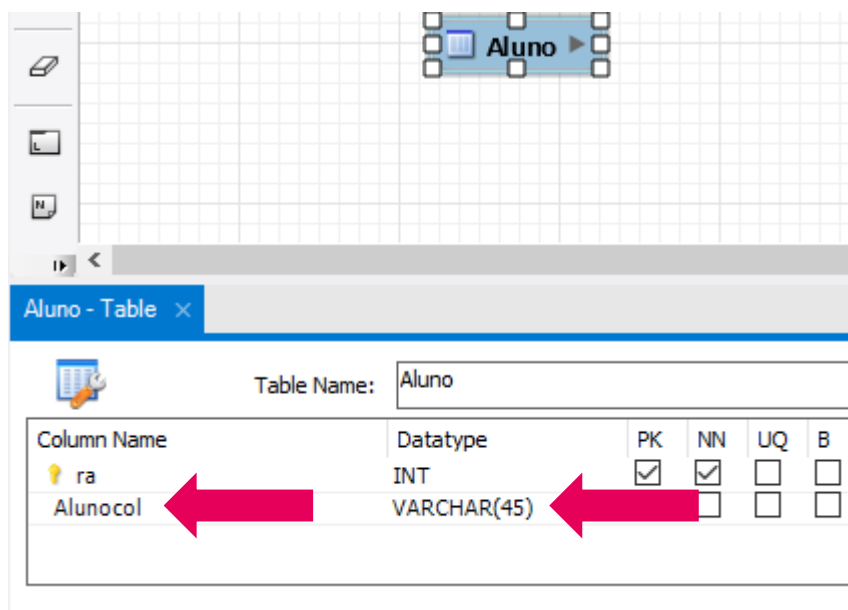 Aluno
L
N
Aluno - Table
Table Name: Aluno
Column Name Datatype PK NN UQ B
ra INT
Alunocol VARCHAR(45)